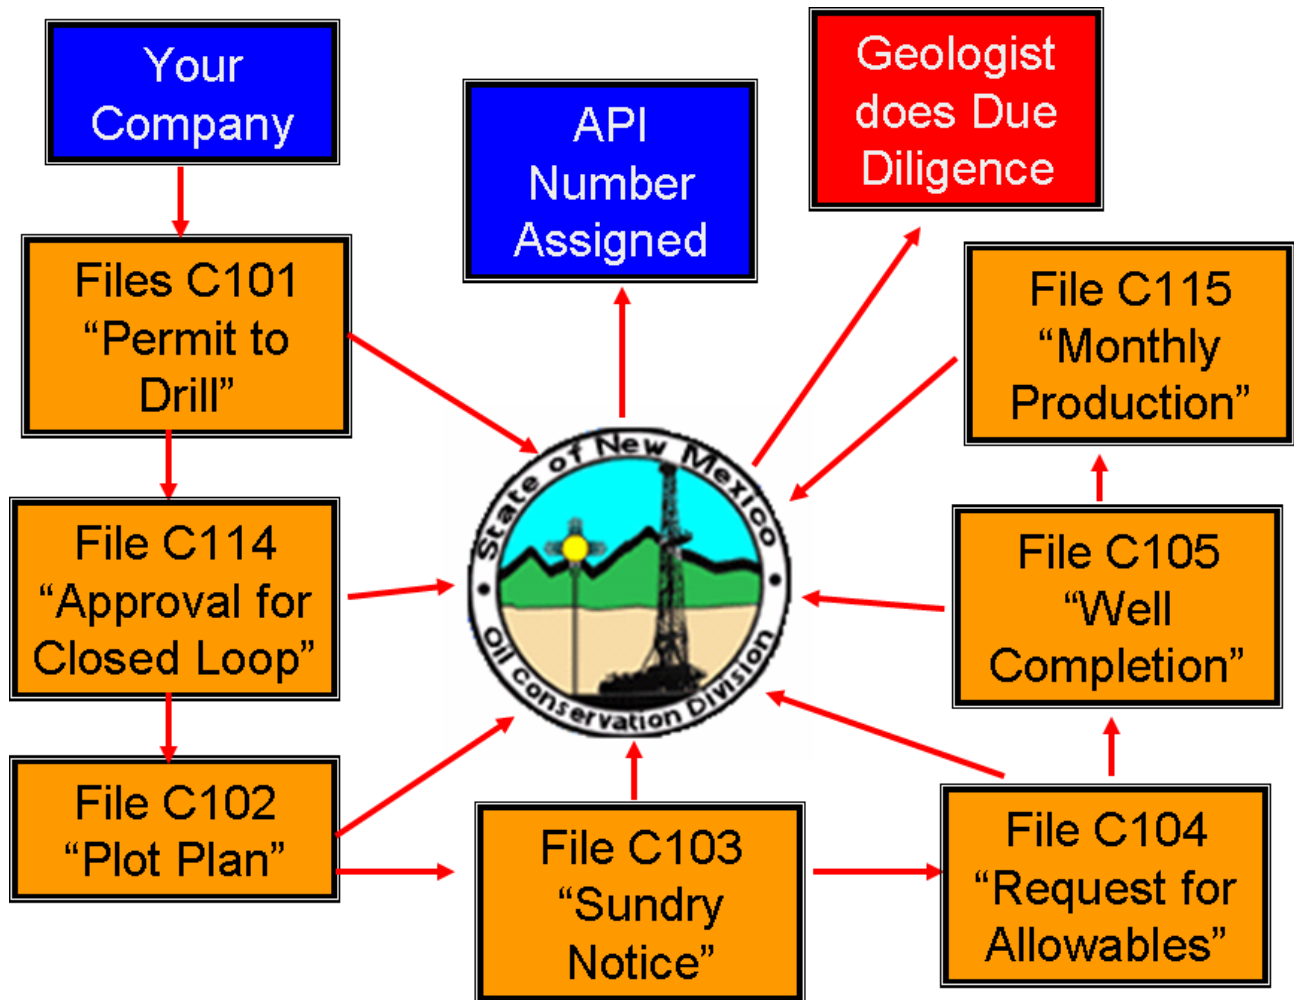 Your
Company
API
Number
Assigned
Geologist
does Due
Diligence
Files C101
“Permit to
Drill”
File C115
“Monthly
Production”
State of New Mexico
Oil Conservation Division
File C114
“Approval for
Closed Loop”
File C105
“Well
Completion”
File C102
“Plot Plan”
File C103
“Sundry
Notice”
File C104
“Request for
Allowables”